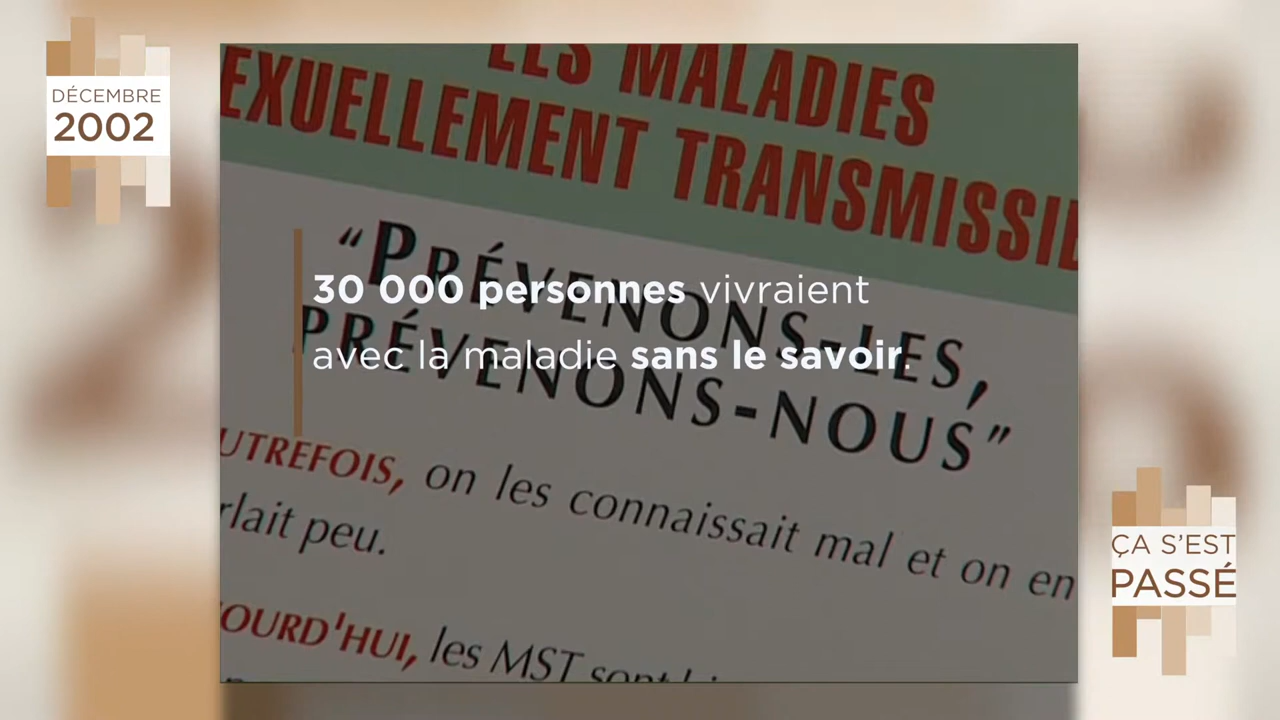 DÉCEMBRE
2002
LES MALADIES
EXUELLEMENT TRANSMISSIB
"PRÉVENONS-LES,
PRÉVENONS-NOUS"
30 000 personnes vivraient
avec la maladie sans le savoir.
UTREFOIS, on les connaissait mal et on en
rlait peu.
OURD'HUI, les MST sont
ÇA S'EST
PASSÉ